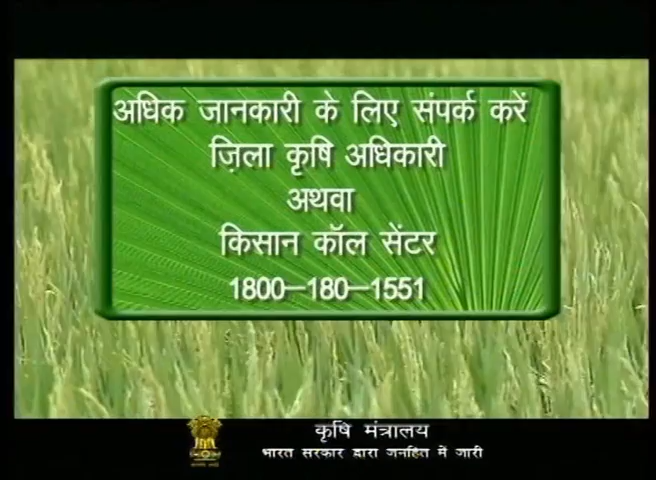 अधिक जानकारी के लिए संपर्क करें
ज़िला कृषि अधिकारी
अथवा
किसान कॉल सेंटर
1800–180–1551
कृषि मंत्रालय
भारत सरकार द्वारा जनहित में जारी